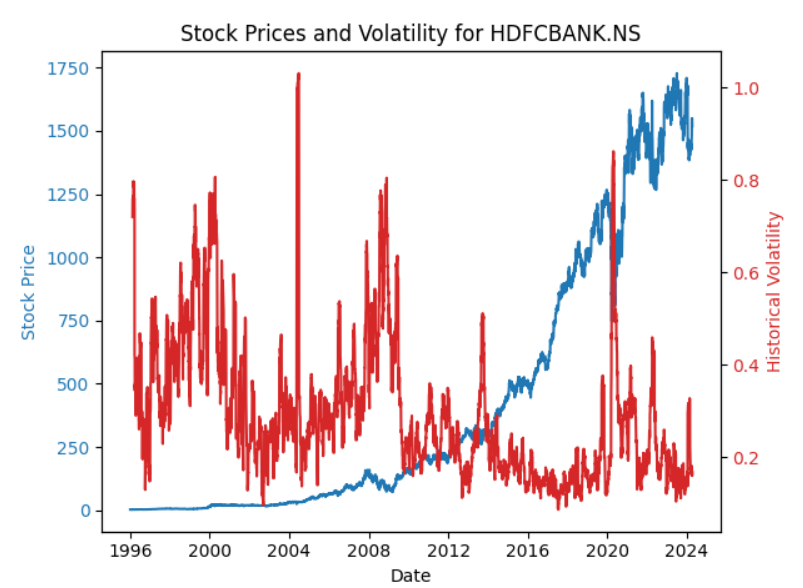 Stock Prices and Volatility for HDFCBANK.NS
1750
1500
1250
1000
750
500
250
0
Stock Price
1.0
0.8
0.6
0.4
0.2
Historical Volatility
1996 2000 2004 2008 2012 2016 2020 2024
Date